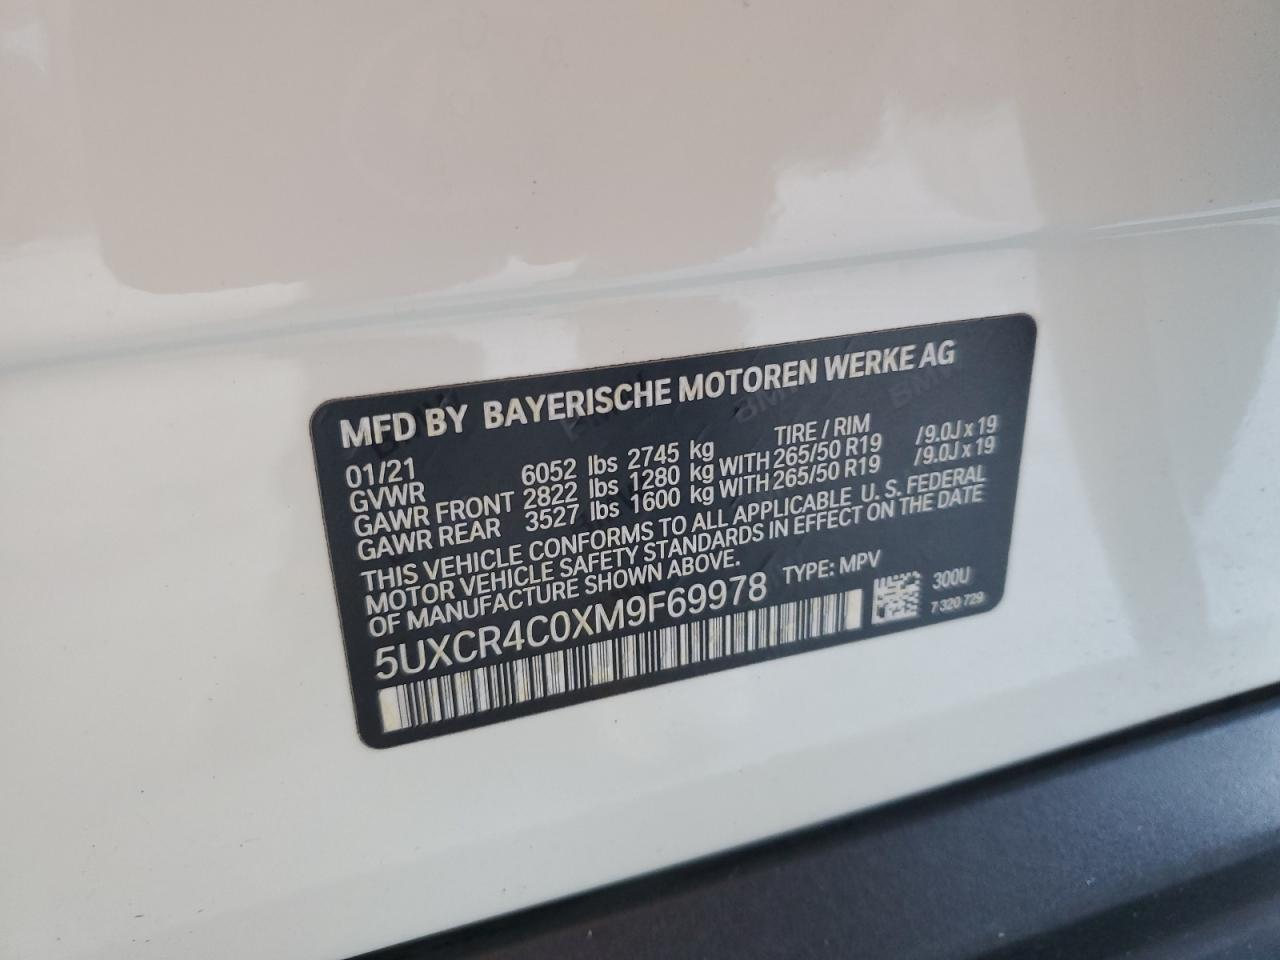 MFD BY BAYERISCHE MOTOREN WERKE AG
01/21 TIRE / RIM
GVWR 6052 lbs 2745 kg
GAWR FRONT 2822 lbs 1280 kg WITH 265/50 R19 /9.0J x 19
GAWR REAR 3527 lbs 1600 kg WITH 265/50 R19 /9.0J x 19
THIS VEHICLE CONFORMS TO ALL APPLICABLE U. S. FEDERAL
MOTOR VEHICLE SAFETY STANDARDS IN EFFECT ON THE DATE
OF MANUFACTURE SHOWN ABOVE.
5UXCR4C0XM9F69978 TYPE: MPV
300U
7 320 729